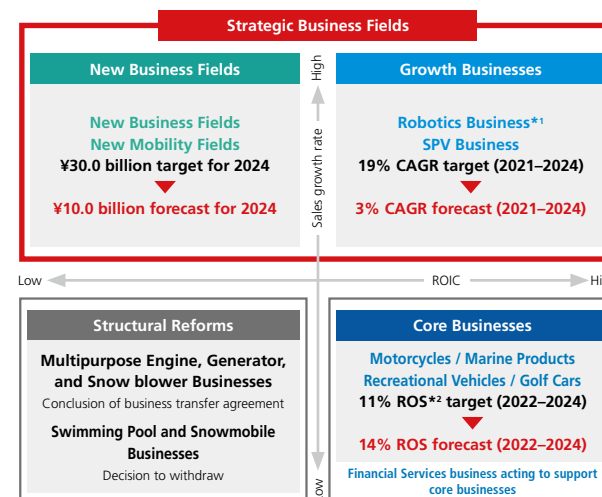 Strategic Business Fields
New Business Fields
New Business Fields
New Mobility Fields
¥30.0 billion target for 2024
¥10.0 billion forecast for 2024
High
Sales growth rate
Growth Businesses
Robotics Business*1
SPV Business
19% CAGR target (2021–2024)
3% CAGR forecast (2021–2024)
Low
ROIC
Structural Reforms
Multipurpose Engine, Generator,
and Snow blower Businesses
Conclusion of business transfer agreement
Swimming Pool and Snowmobile
Businesses
Decision to withdraw
Core Businesses
Motorcycles / Marine Products
Recreational Vehicles / Golf Cars
11% ROS*2 target (2022–2024)
14% ROS forecast (2022–2024)
Financial Services business acting to support
core businesses